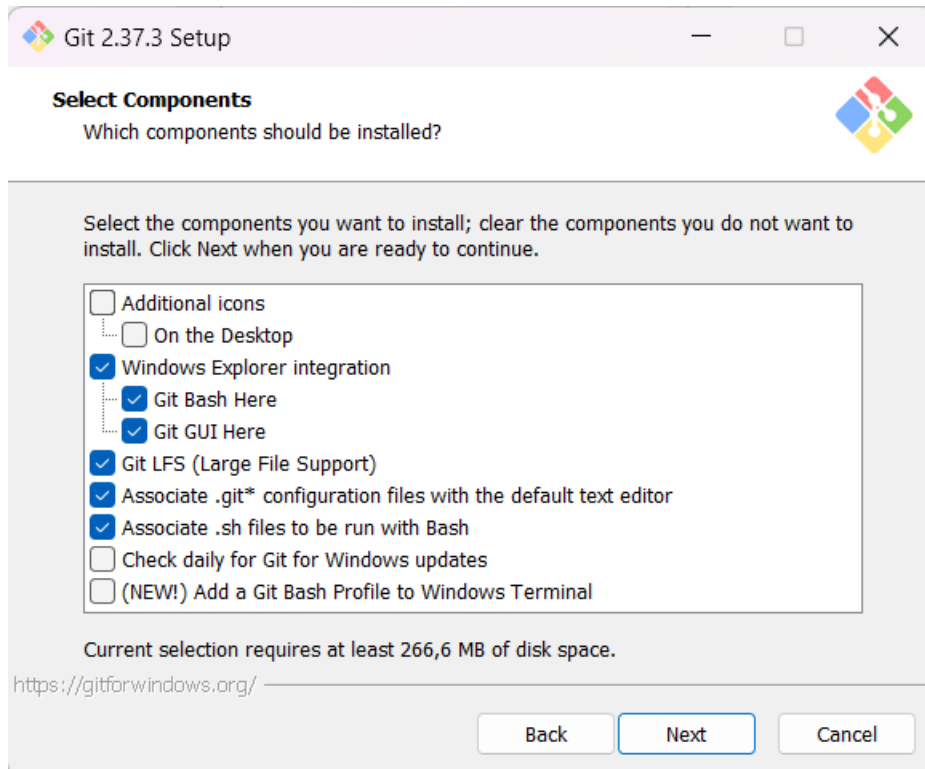 Git 2.37.3 Setup
Select Components
Which components should be installed?
Select the components you want to install; clear the components you do not want to
install. Click Next when you are ready to continue.
Additional icons
On the Desktop
Windows Explorer integration
Git Bash Here
Git GUI Here
Git LFS (Large File Support)
Associate .git* configuration files with the default text editor
Associate .sh files to be run with Bash
Check daily for Git for Windows updates
(NEW!) Add a Git Bash Profile to Windows Terminal
Current selection requires at least 266,6 MB of disk space.
https://gitforwindows.org/
Back Next Cancel